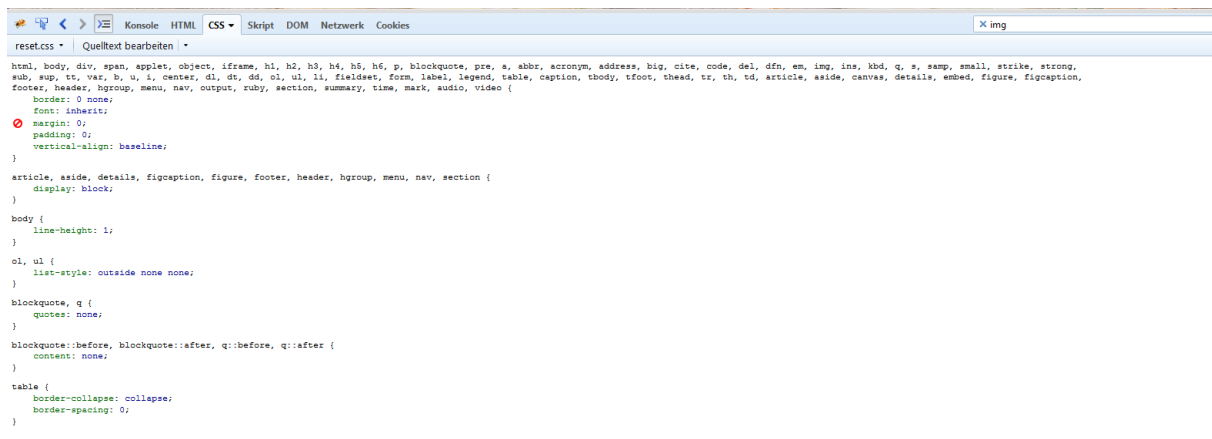 Konsole HTML CSS Skript DOM Netzwerk Cookies img
reset.css Quelltext bearbeiten
html, body, div, span, applet, object, iframe, h1, h2, h3, h4, h5, h6, p, blockquote, pre, a, abbr, acronym, address, big, cite, code, del, dfn, em, img, ins, kbd, q, s, samp, small, strike, strong,
sub, sup, tt, var, b, u, i, center, dl, dt, dd, ol, ul, li, fieldset, form, label, legend, table, caption, tbody, tfoot, thead, tr, th, td, article, aside, canvas, details, embed, figure, figcaption,
footer, header, hgroup, menu, nav, output, ruby, section, summary, time, mark, audio, video {
border: 0 none;
font: inherit;
margin: 0;
padding: 0;
vertical-align: baseline;
}
article, aside, details, figcaption, figure, footer, header, hgroup, menu, nav, section {
display: block;
}
body {
line-height: 1;
}
ol, ul {
list-style: outside none none;
}
blockquote, q {
quotes: none;
}
blockquote::before, blockquote::after, q::before, q::after {
content: none;
}
table {
border-collapse: collapse;
border-spacing: 0;
}